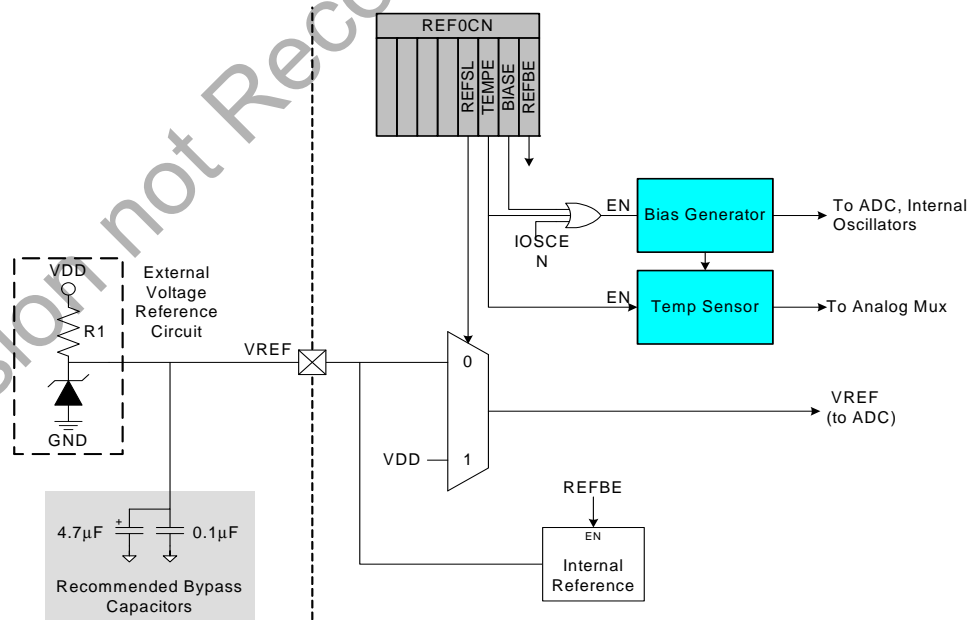 REF0CN
REFSL
TEMPE
BIASE
REFBE
EN
Bias Generator
To ADC, Internal
Oscillators
IOSCE
N
EN
Temp Sensor
To Analog Mux
VDD
R1
GND
External
Voltage
Reference
Circuit
VREF
0
1
VDD
VREF
(to ADC)
REFBE
EN
Internal
Reference
4.7μF
+
0.1μF
Recommended Bypass
Capacitors
not